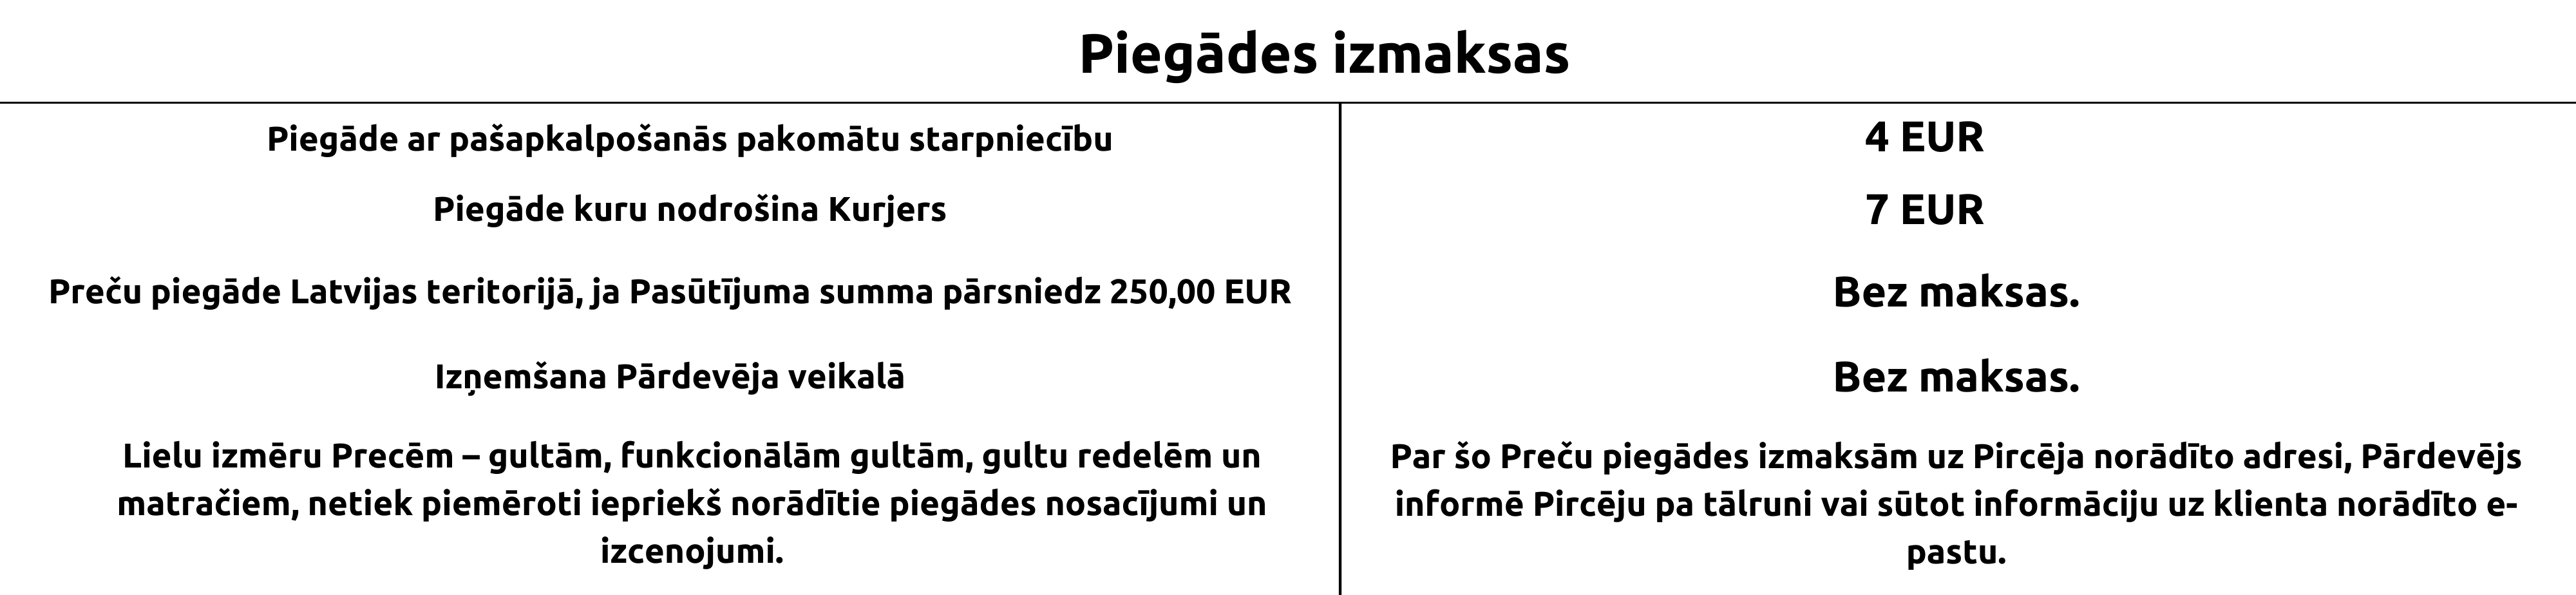 Piegādes izmaksas
Piegāde ar pašapkalpošanās pakomātu starpniecību
4 EUR
Piegāde kuru nodrošina Kurjers
7 EUR
Preču piegāde Latvijas teritorijā, ja Pasūtījuma summa pārsniedz 250,00 EUR
Bez maksas.
Izņemšana Pārdevēja veikalā
Bez maksas.
Lielu izmēru Precēm – gultām, funkcionālām gultām, gultu redelēm un
matračiem, netiek piemēroti iepriekš norādītie piegādes nosacījumi un
izcenojumi.
Par šo Preču piegādes izmaksām uz Pircēja norādīto adresi, Pārdevējs
informē Pircēju pa tālruni vai sūtot informāciju uz klienta norādīto e-
pastu.